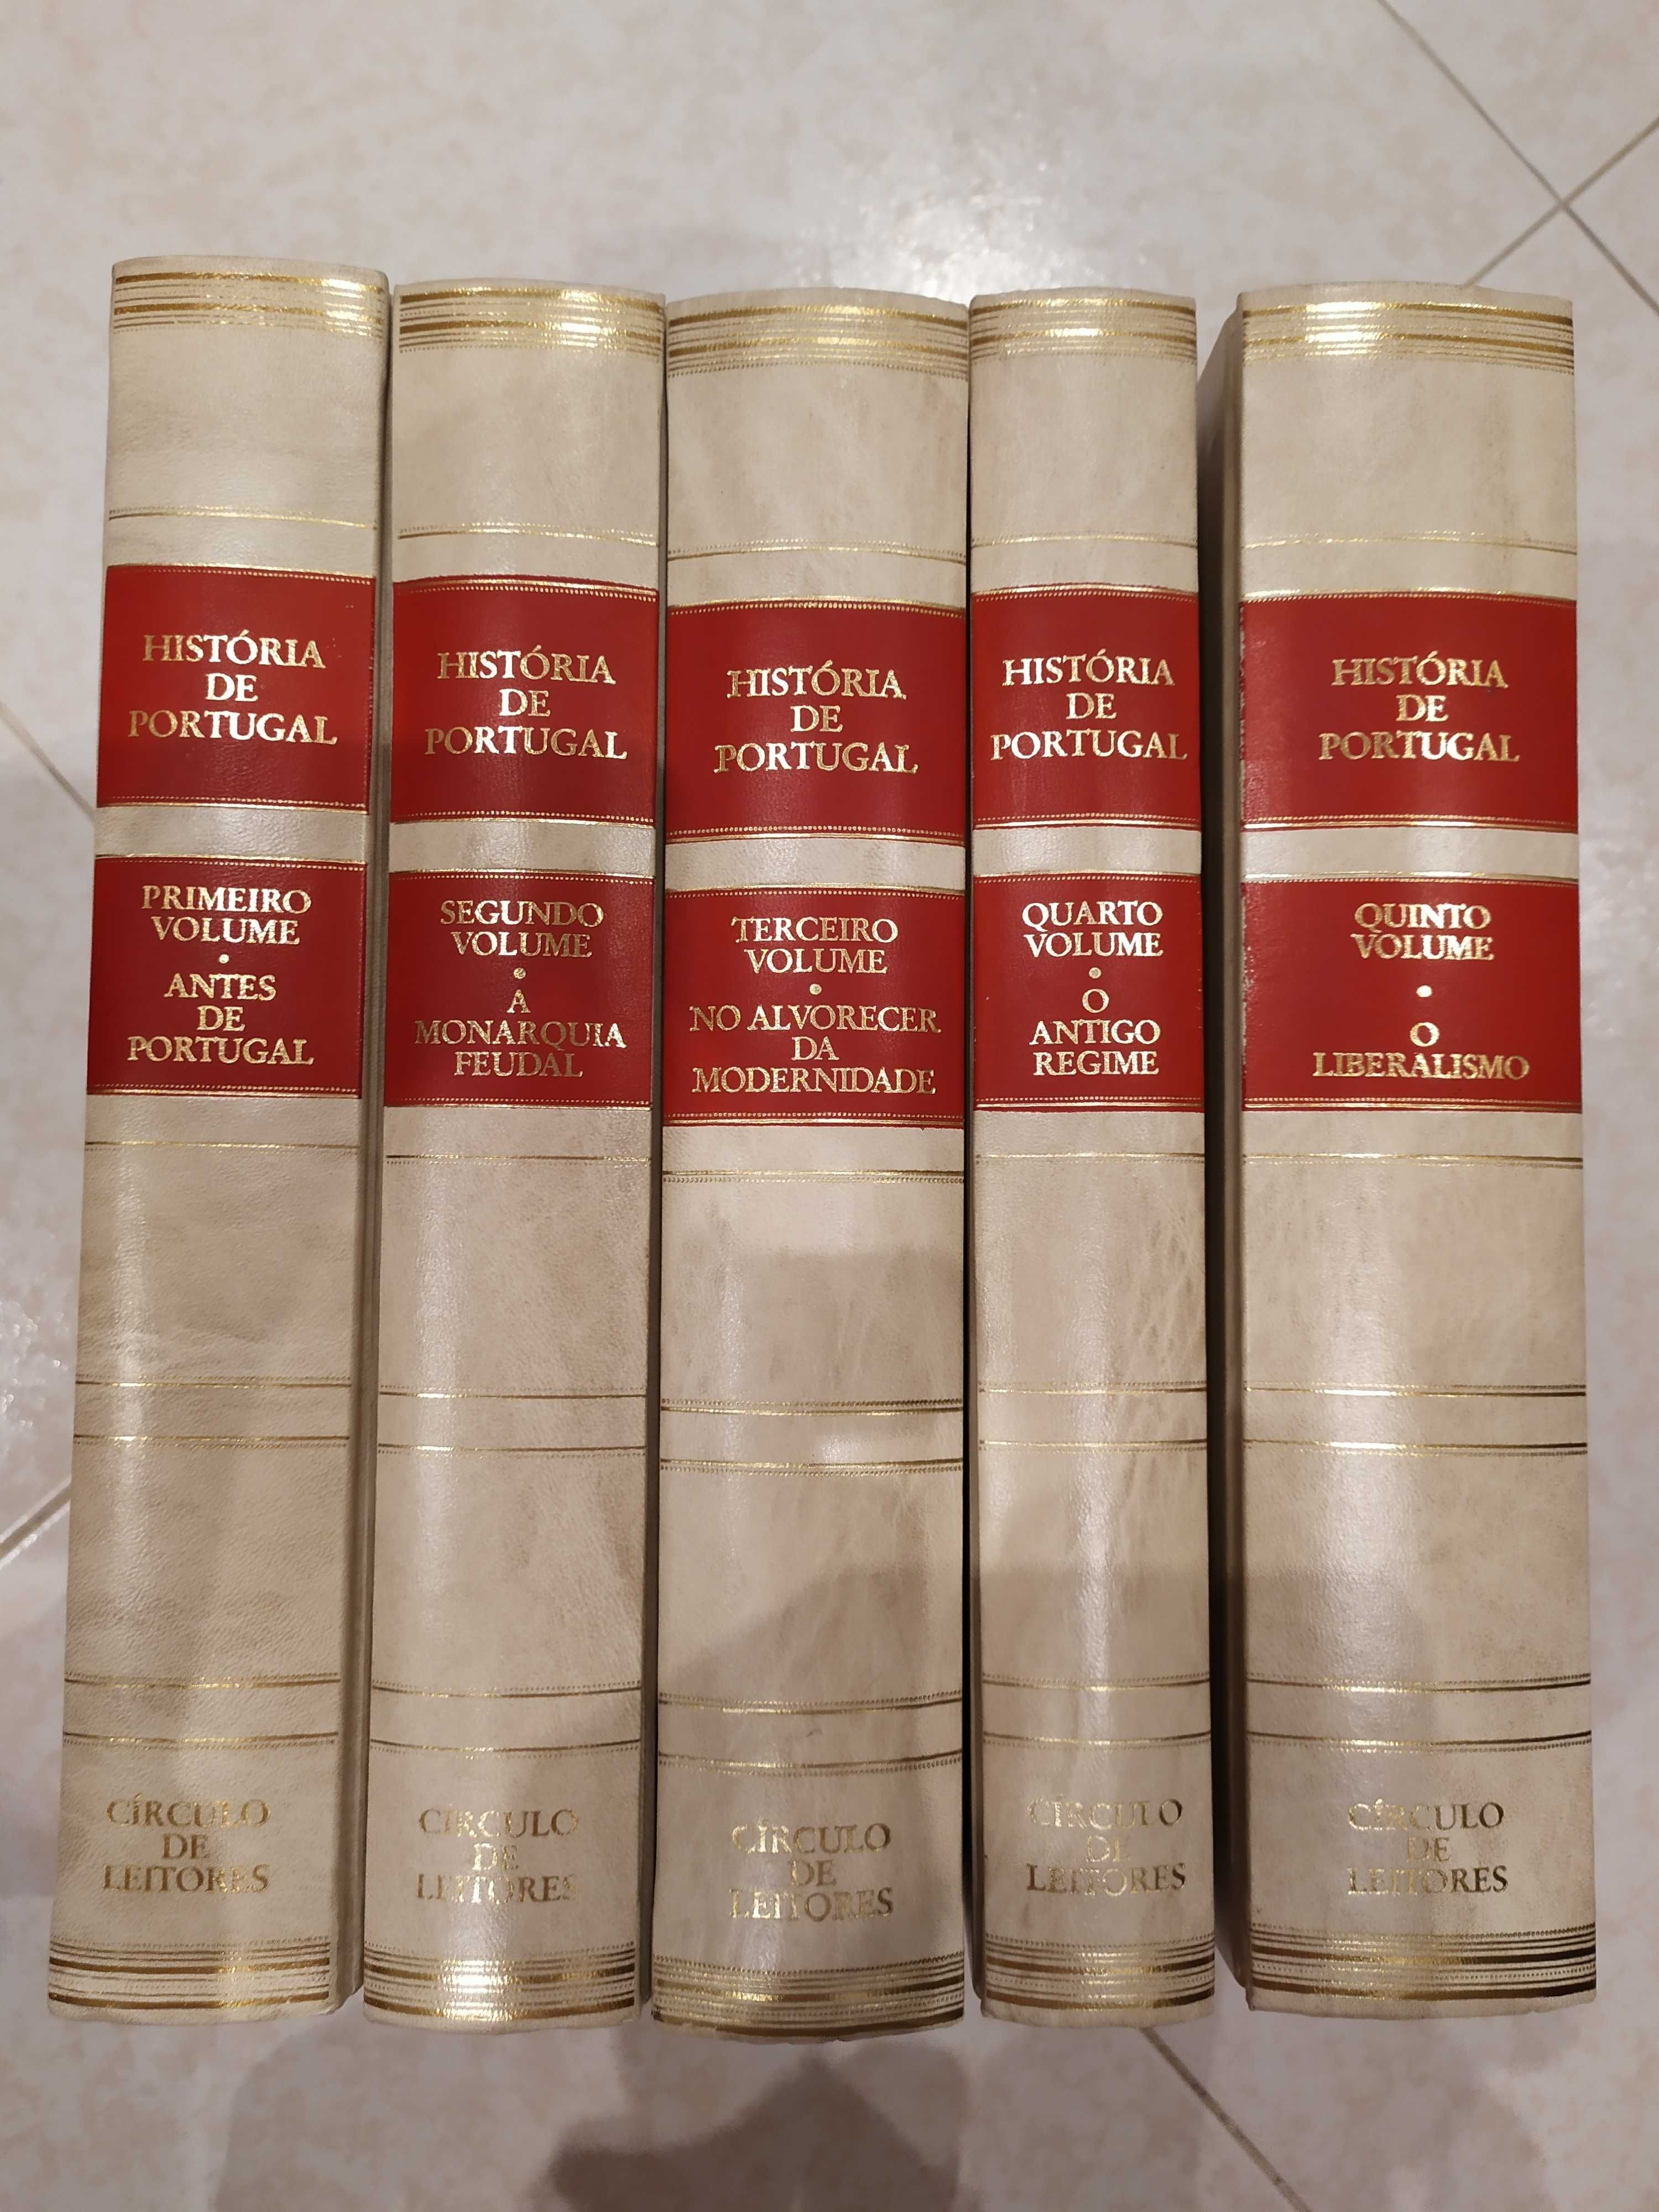 HISTÓRIA
DE
PORTUGAL
PRIMEIRO
VOLUME
ANTES
DE
PORTUGAL
CÍRCULO
DE
LEITORES
HISTÓRIA
DE
PORTUGAL
SEGUNDO
VOLUME
A
MONARQUIA
FEUDAL
CÍRCULO
DE
LEITORES
HISTÓRIA
DE
PORTUGAL
TERCEIRO
VOLUME
NO ALVORECER
DA
MODERNIDADE
CÍRCULO
DE
LEITORES
HISTÓRIA
DE
PORTUGAL
QUARTO
VOLUME
O
ANTIGO
REGIME
CÍRCULO
DE
LEITORES
HISTÓRIA
DE
PORTUGAL
QUINTO
VOLUME
O
LIBERALISMO
CÍRCULO
DE
LEITORES